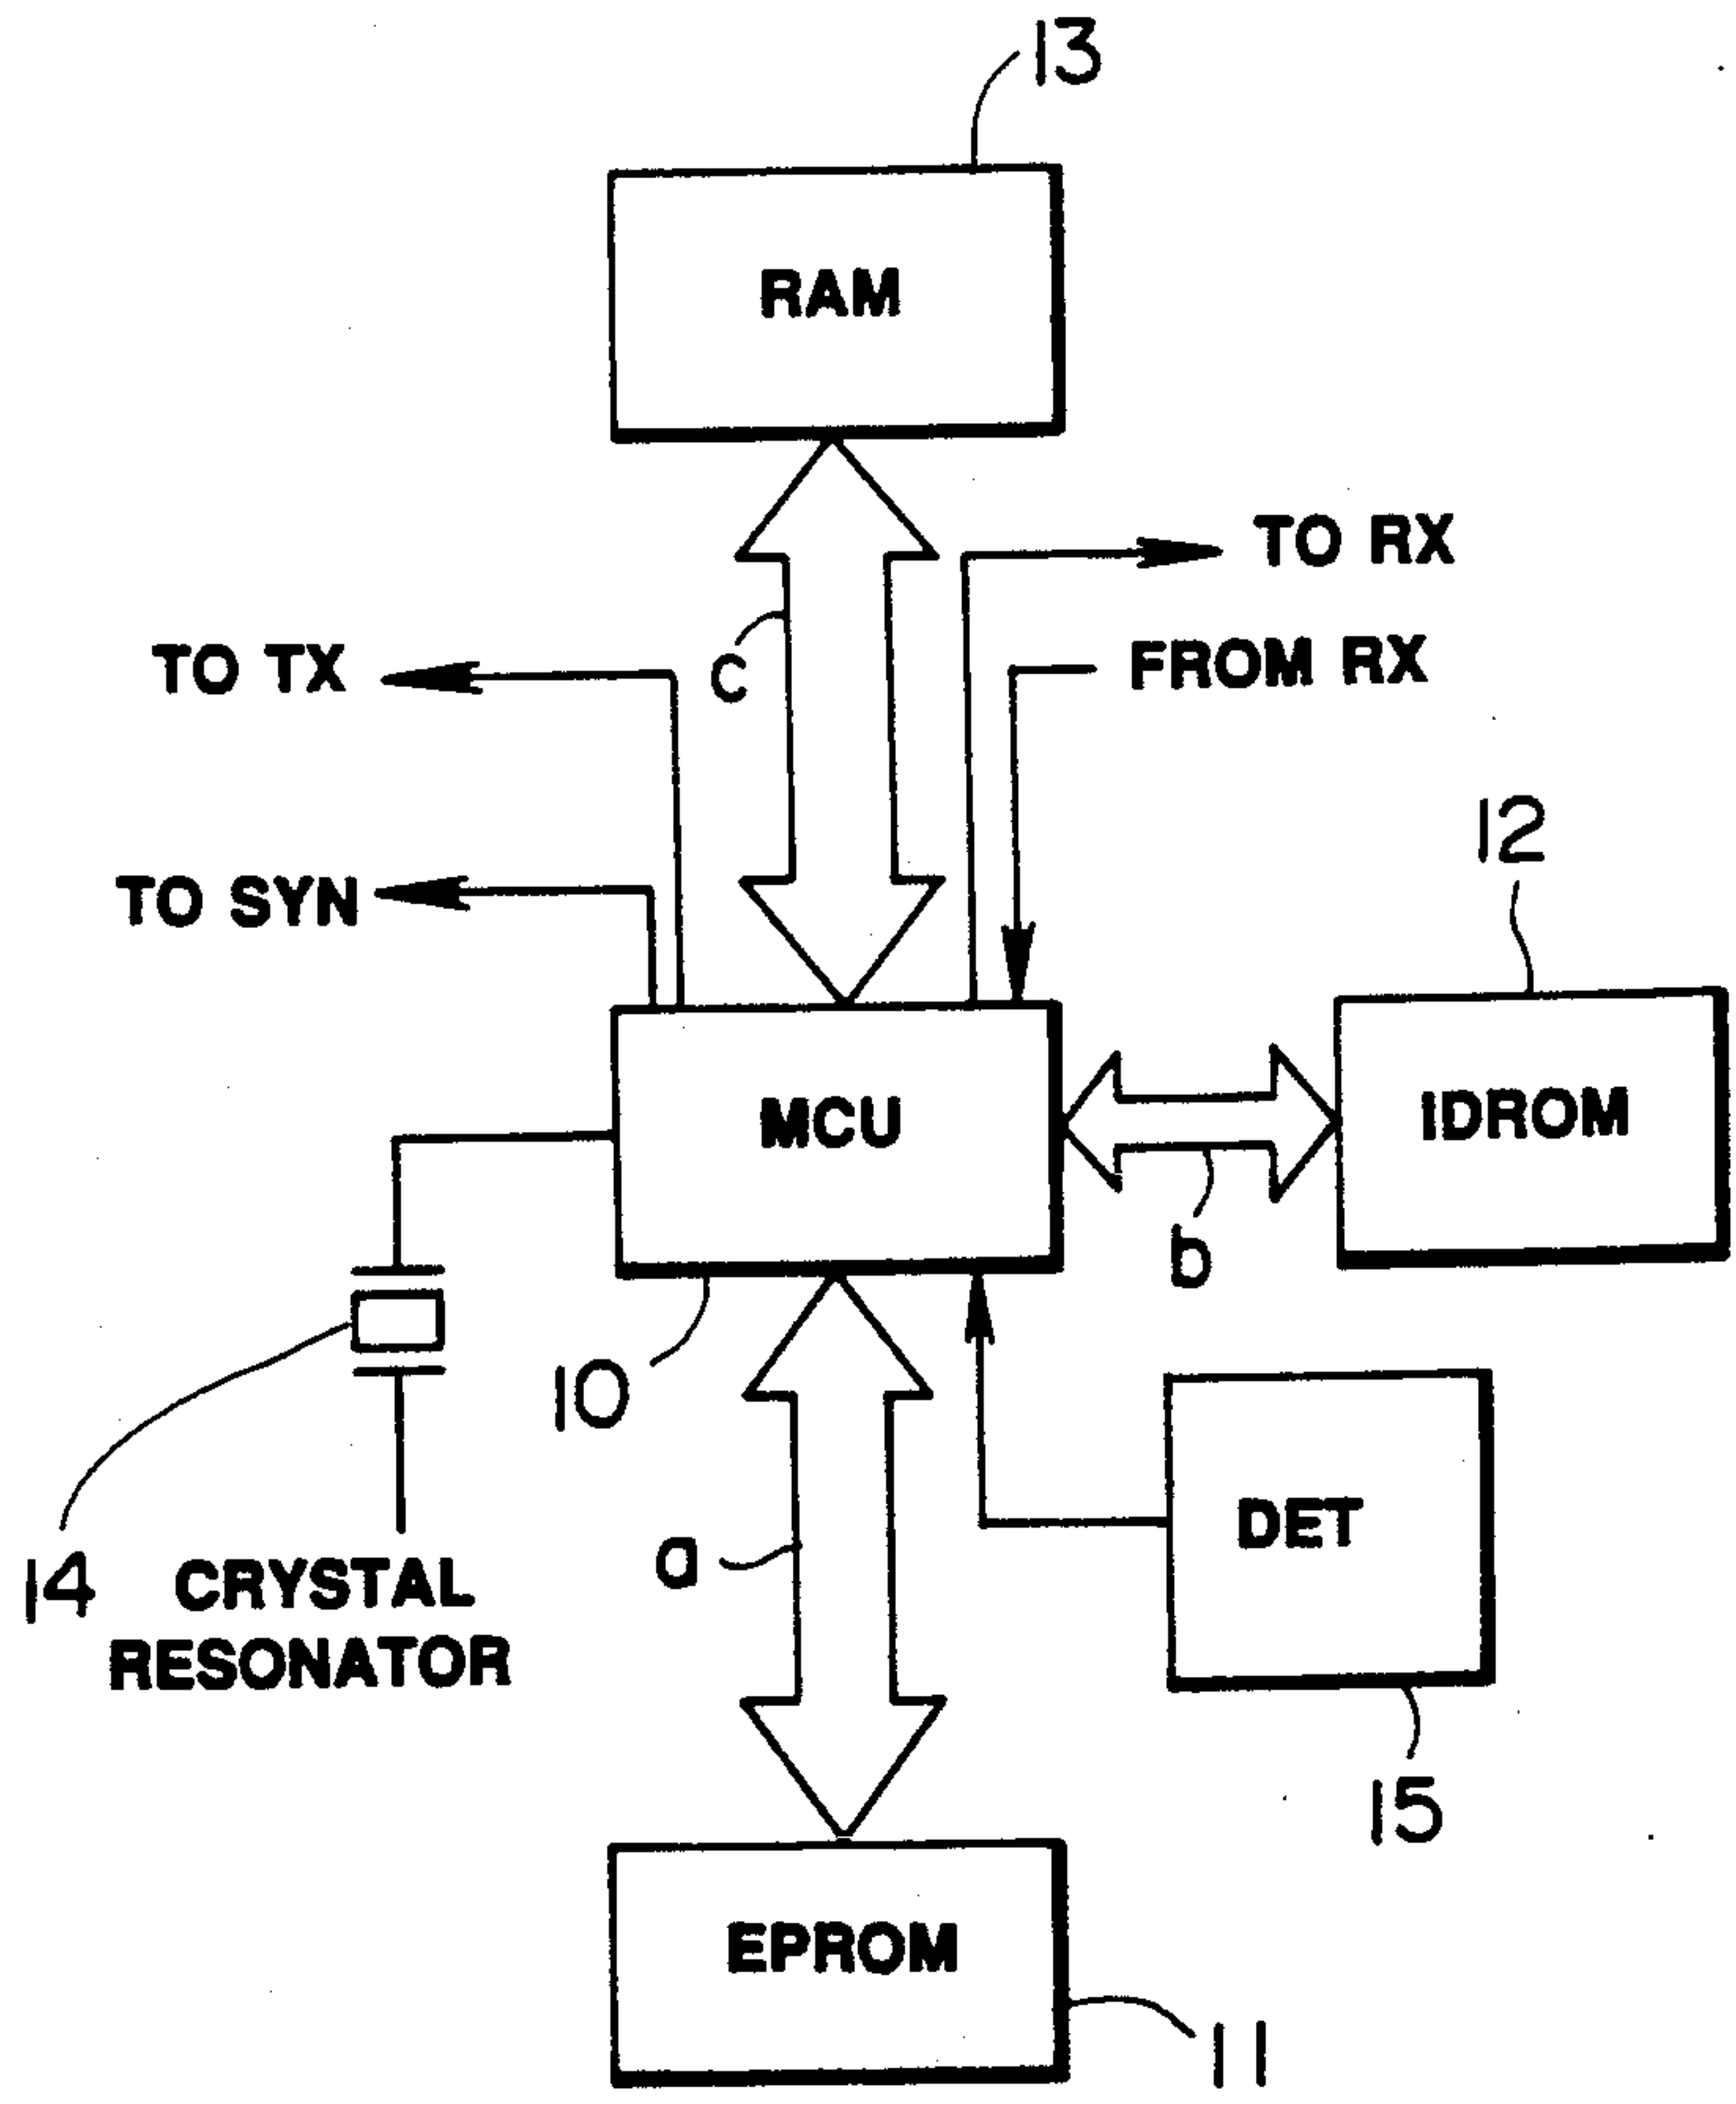 13
RAM
TO RX
c
TO TX
FROM RX
12
TO SYN
MCU
IDROM
b
10
14
CRYSTAL
RESONATOR
a
DET
15
EPROM
11